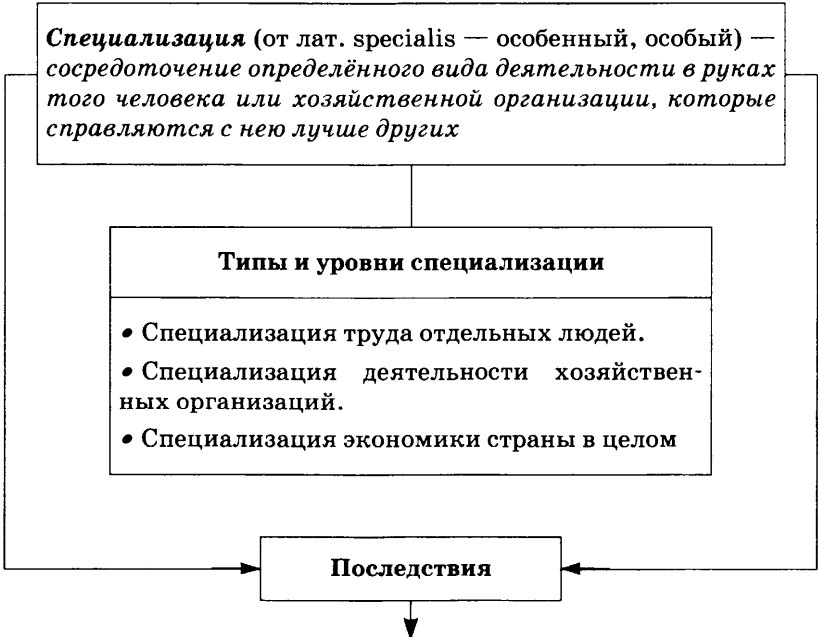 Специализация (от лат. specialis — особенный, особый) —
сосредоточение определённого вида деятельности в руках
того человека или хозяйственной организации, которые
справляются с нею лучше других
Типы и уровни специализации
• Специализация труда отдельных людей.
• Специализация деятельности хозяйствен-
ных организаций.
• Специализация экономики страны в целом
Последствия